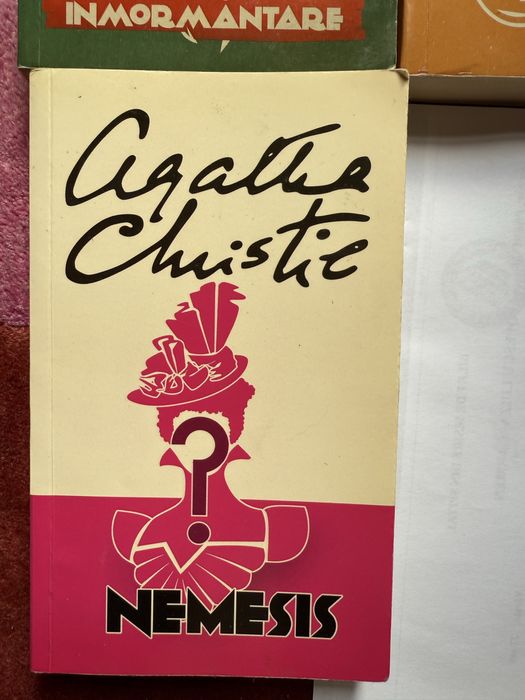 INMORMANTARE
Agatha
Christie
?
NEMESIS